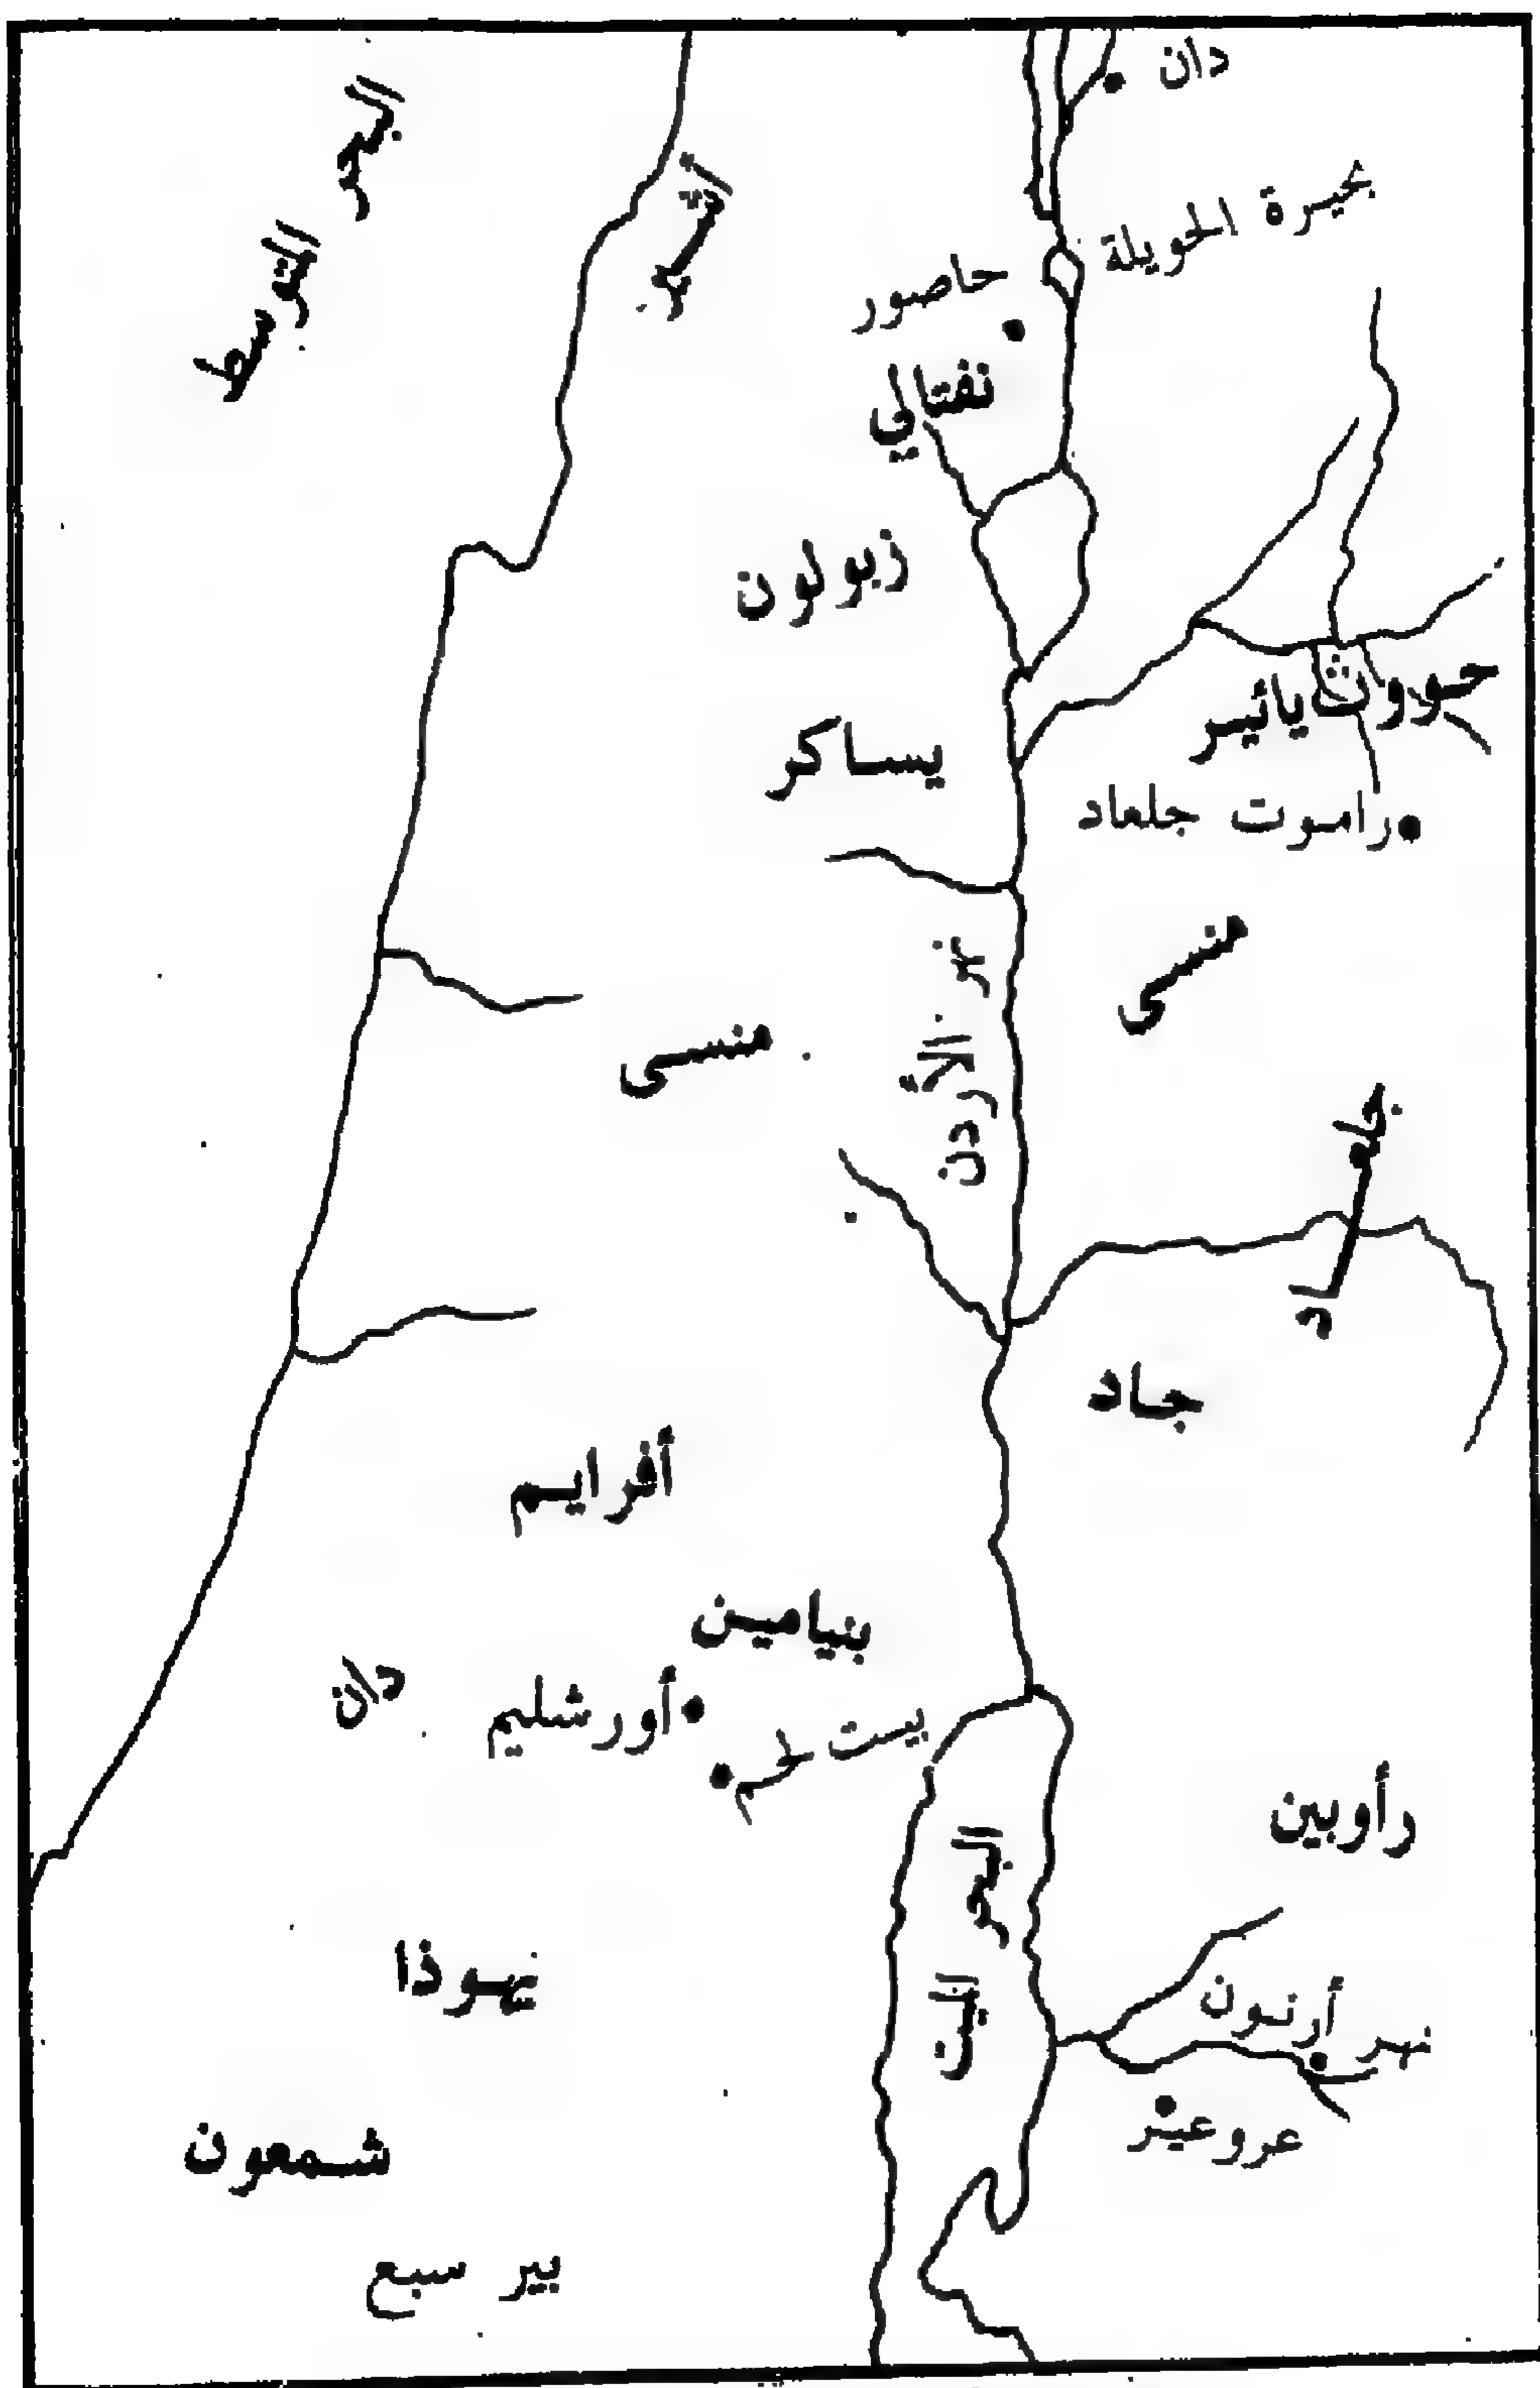 دان
البحر المتوسط
أشير
بحيرة الحويلة
حاصور
نفتالي
زبولون
حووث يائير
يساكر
راموت جلعاد
منسى
نهر الأردن
منسى
جلعاد
جاد
أفرايم
بنيامين
دان
أورشليم
بيت لحم
رأوبين
البحر
الميت
يهوذا
نهر أرنون
عروعير
شمعون
بير سبع